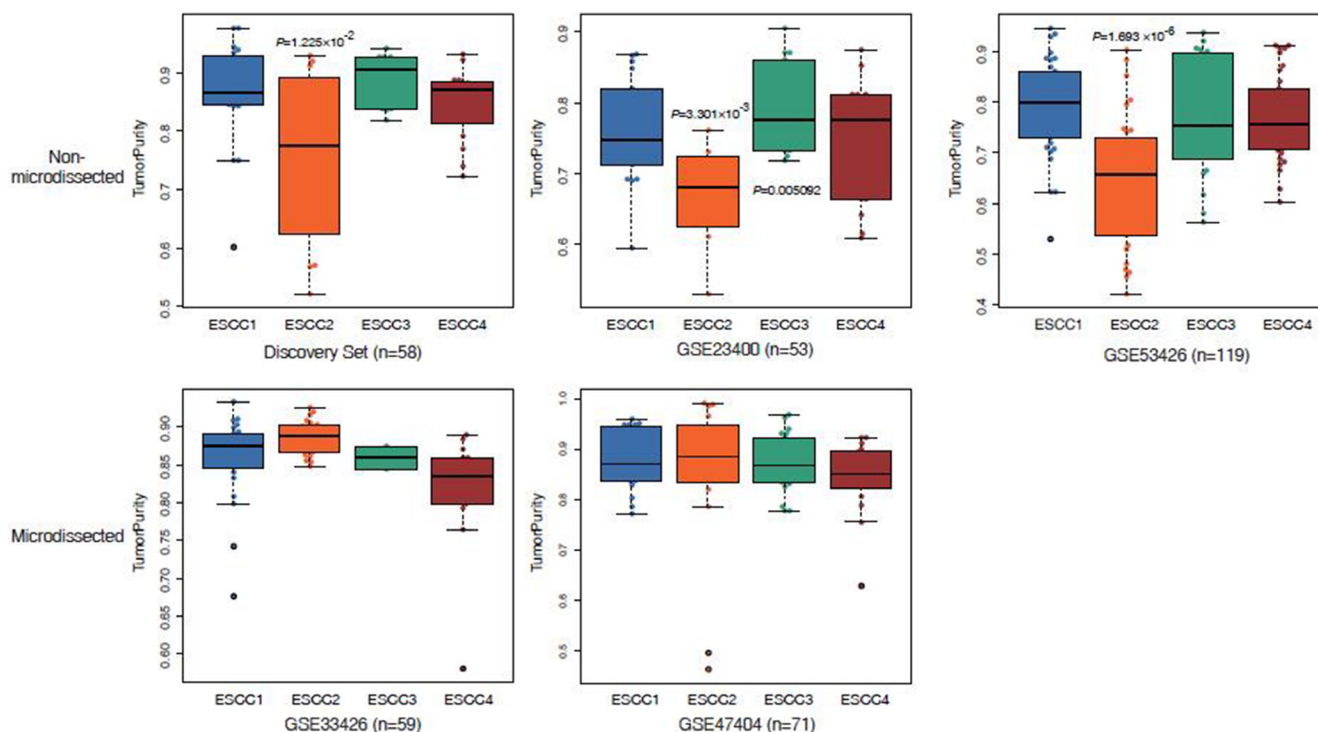 Non-
microdissected
TumorPurity
0.9
0.8
0.7
0.6
0.5
P=1.225×10-2
ESCC1 ESCC2 ESCC3 ESCC4
Discovery Set (n=58)
TumorPurity
0.9
0.8
0.7
0.6
P=3.301×10-3
P=0.005092
ESCC1 ESCC2 ESCC3 ESCC4
GSE23400 (n=53)
TumorPurity
0.9
0.8
0.7
0.6
0.5
0.4
P=1.693 ×10-6
ESCC1 ESCC2 ESCC3 ESCC4
GSE53426 (n=119)
Microdissected
TumorPurity
0.90
0.85
0.80
0.75
0.70
0.65
0.60
ESCC1 ESCC2 ESCC3 ESCC4
GSE33426 (n=59)
TumorPurity
1.0
0.9
0.8
0.7
0.6
0.5
ESCC1 ESCC2 ESCC3 ESCC4
GSE47404 (n=71)